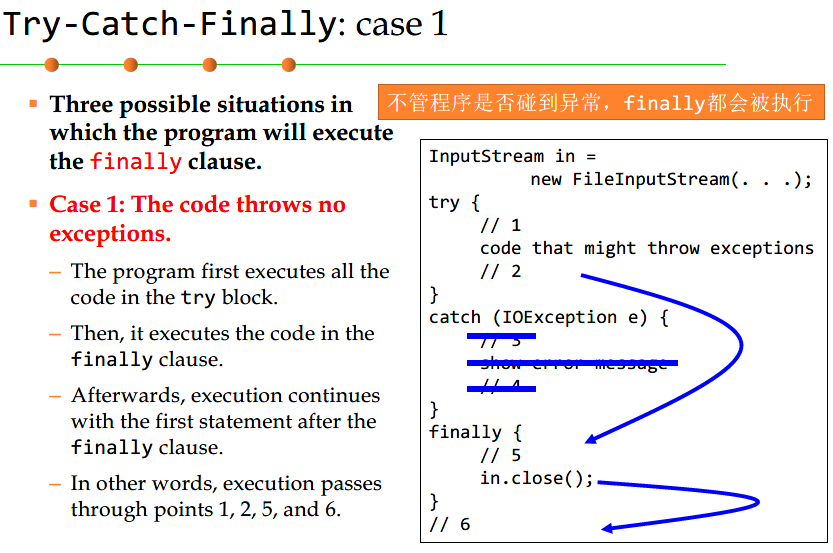 Try-Catch-Finally: case 1
Three possible situations in
which the program will execute
the finally clause.
Case 1: The code throws no
exceptions.
– The program first executes all the
code in the try block.
– Then, it executes the code in the
finally clause.
– Afterwards, execution continues
with the first statement after the
finally clause.
– In other words, execution passes
through points 1, 2, 5, and 6.
不管程序是否碰到异常，finally都会被执行
InputStream in =
new FileInputStream(. . .);
try {
// 1
code that might throw exceptions
// 2
}
catch (IOException e) {
// 3
show error message
// 4
}
finally {
// 5
in.close();
}
// 6